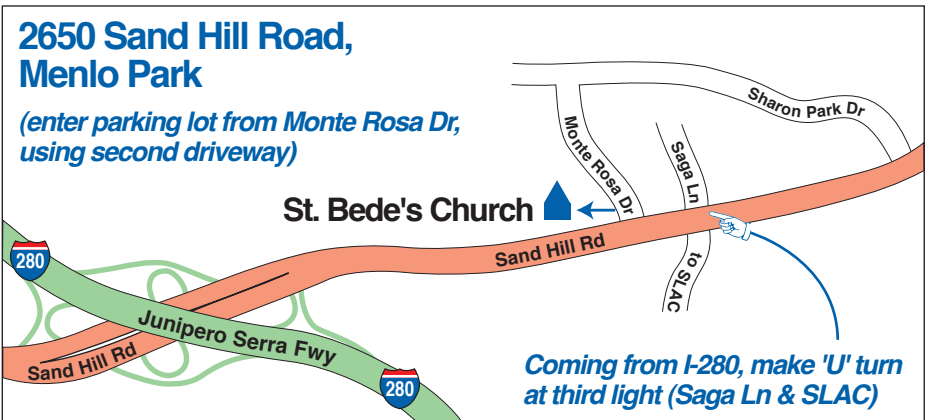 2650 Sand Hill Road,
Menlo Park
(enter parking lot from Monte Rosa Dr,
using second driveway)
Sharon Park Dr
Monte Rosa Dr
Saga Ln
St. Bede's Church
Sand Hill Rd
to SLAC
280
Junipero Serra Fwy
Sand Hill Rd
280
Coming from I-280, make 'U' turn
at third light (Saga Ln & SLAC)